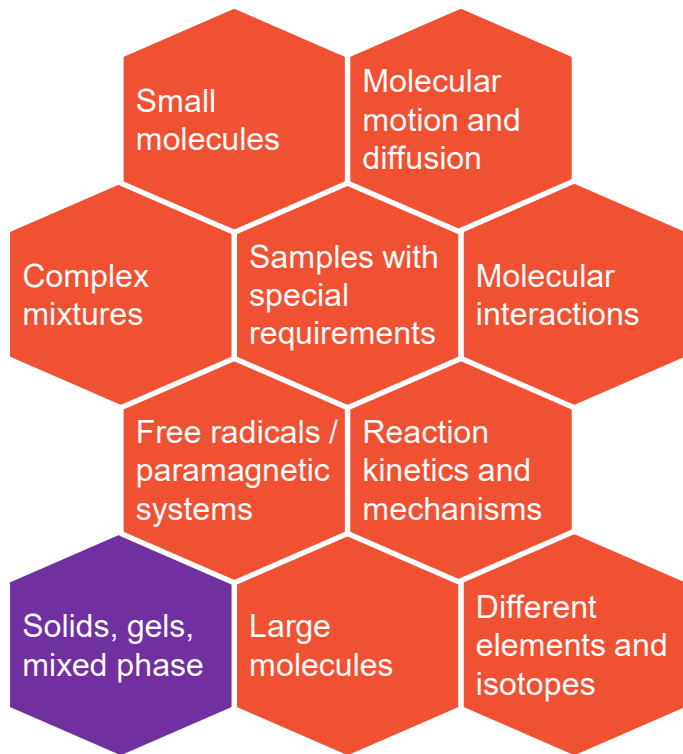 Small
molecules
Molecular
motion and
diffusion
Complex
mixtures
Samples with
special
requirements
Molecular
interactions
Free radicals /
paramagnetic
systems
Reaction
kinetics and
mechanisms
Solids, gels,
mixed phase
Large
molecules
Different
elements and
isotopes